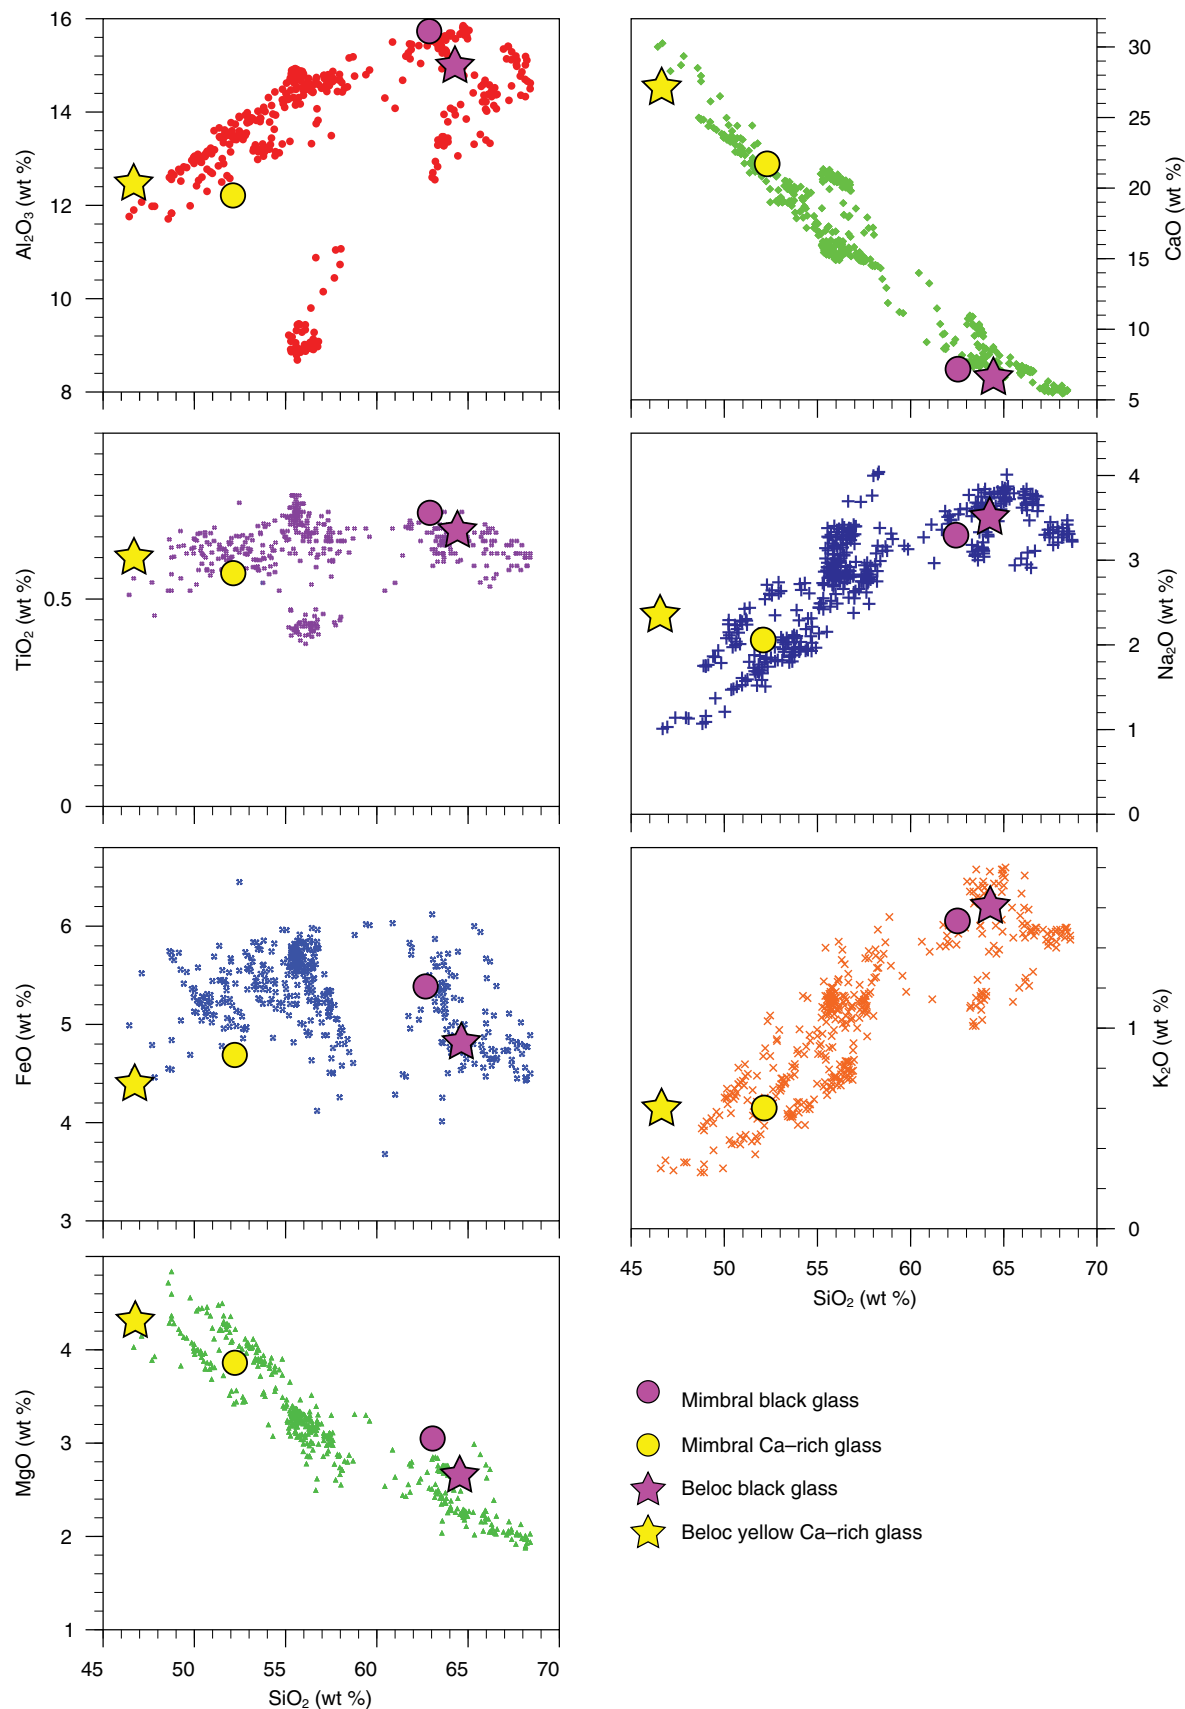 16
14
12
10
8
Al₂O₃ (wt %)
30
25
20
15
10
5
CaO (wt %)
0.5
0
TiO₂ (wt %)
4
3
2
1
0
Na₂O (wt %)
6
5
4
3
FeO (wt %)
1
0
K₂O (wt %)
45 50 55 60 65 70
SiO₂ (wt %)
4
3
2
1
MgO (wt %)
45 50 55 60 65 70
SiO₂ (wt %)
Mimbral black glass
Mimbral Ca–rich glass
Beloc black grass
Beloc yellow Ca–rich glass